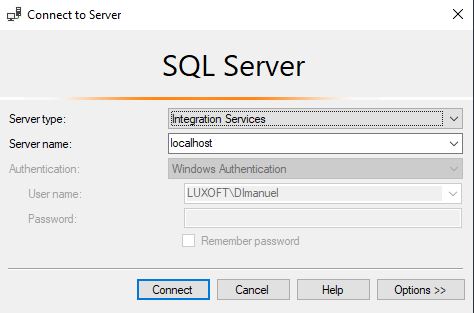 Connect to Server
SQL Server
Server type: Integration Services
Server name: localhost
Authentication: Windows Authentication
User name: LUXOFT\DImanuel
Password:
Remember password
Connect Cancel Help Options >>